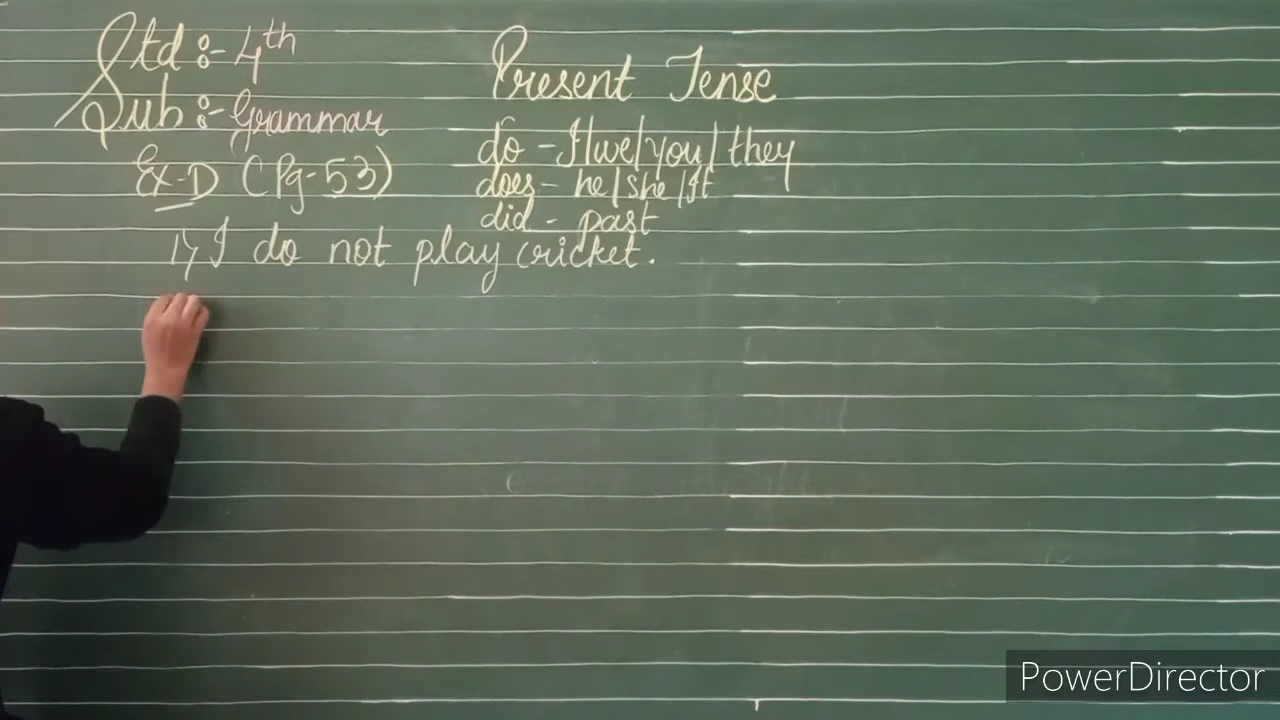 Std :- 4th
Sub :- Grammar
Ex-D (Pg-53)
Present Tense
do - I/we/you/they
does - he/she/It
did - past
1) I do not play cricket.
PowerDirector